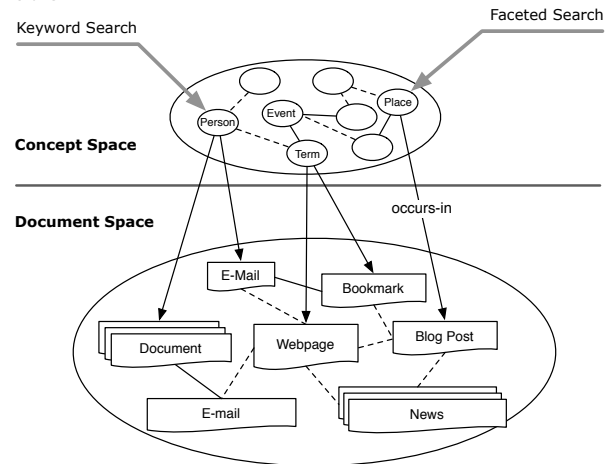 Keyword Search
Faceted Search
Person
Event
Place
Term
Concept Space
Document Space
occurs-in
E-Mail
Bookmark
Document
Webpage
Blog Post
E-mail
News